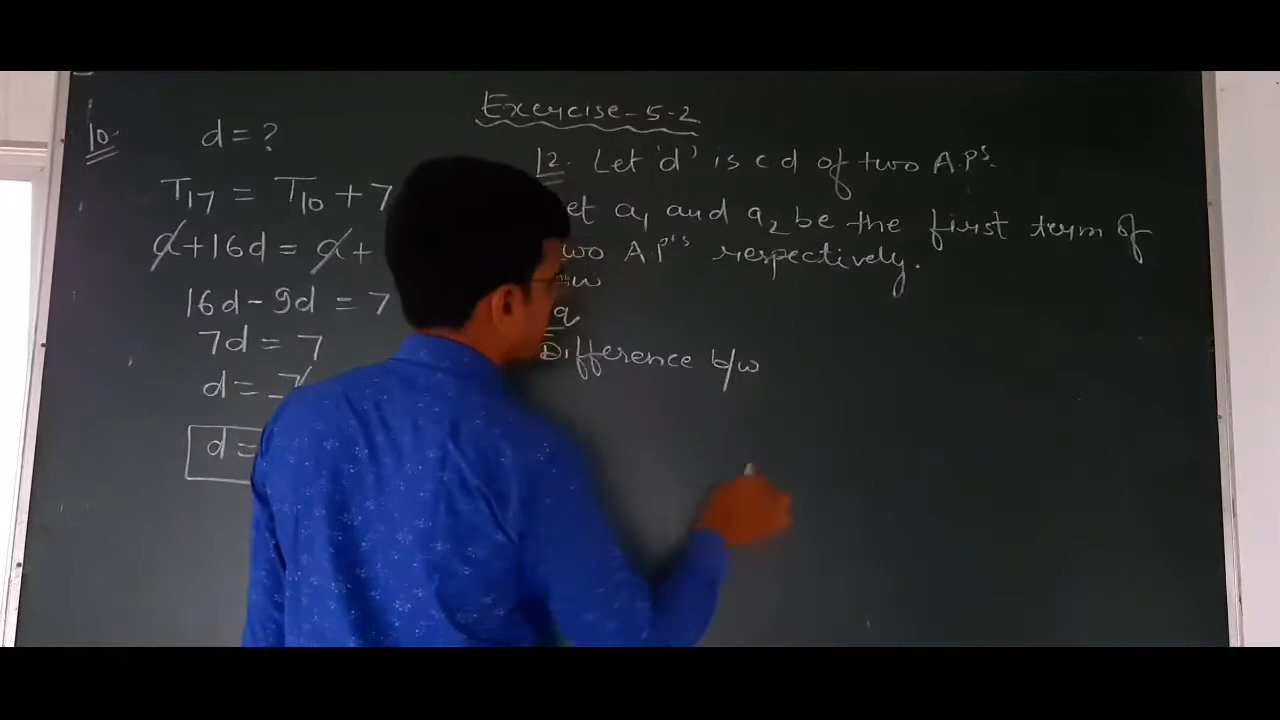 Exercise-5.2
10.
d = ?
T17 = T10 + 7
a+16d = a+
16d - 9d = 7
7d = 7
d = 7
d =
12. Let 'd' is c d of two A.P's.
et a1 and a2 be the first term of
wo A.P's respectively.
Difference b/w